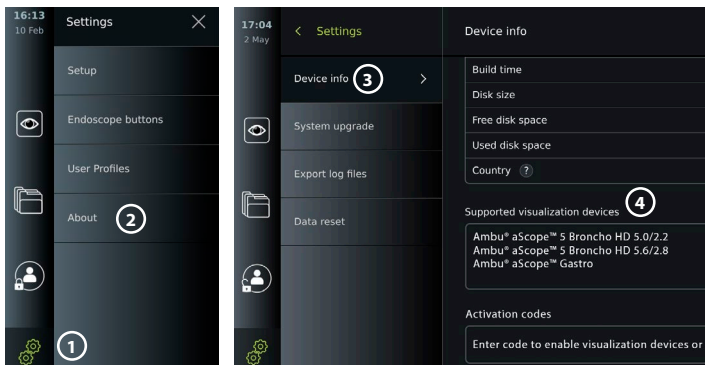 16:13
10 Feb
Settings
Setup
Endoscope buttons
User Profiles
About
2
1
17:04
2 May
Settings
Device info
3
System upgrade
Export log files
Data reset
Device info
Build time
Disk size
Free disk space
Used disk space
Country ?
4
Supported visualization devices
Ambu® aScope™ 5 Broncho HD 5.0/2.2
Ambu® aScope™ 5 Broncho HD 5.6/2.8
Ambu® aScope™ Gastro
Activation codes
Enter code to enable visualization devices or